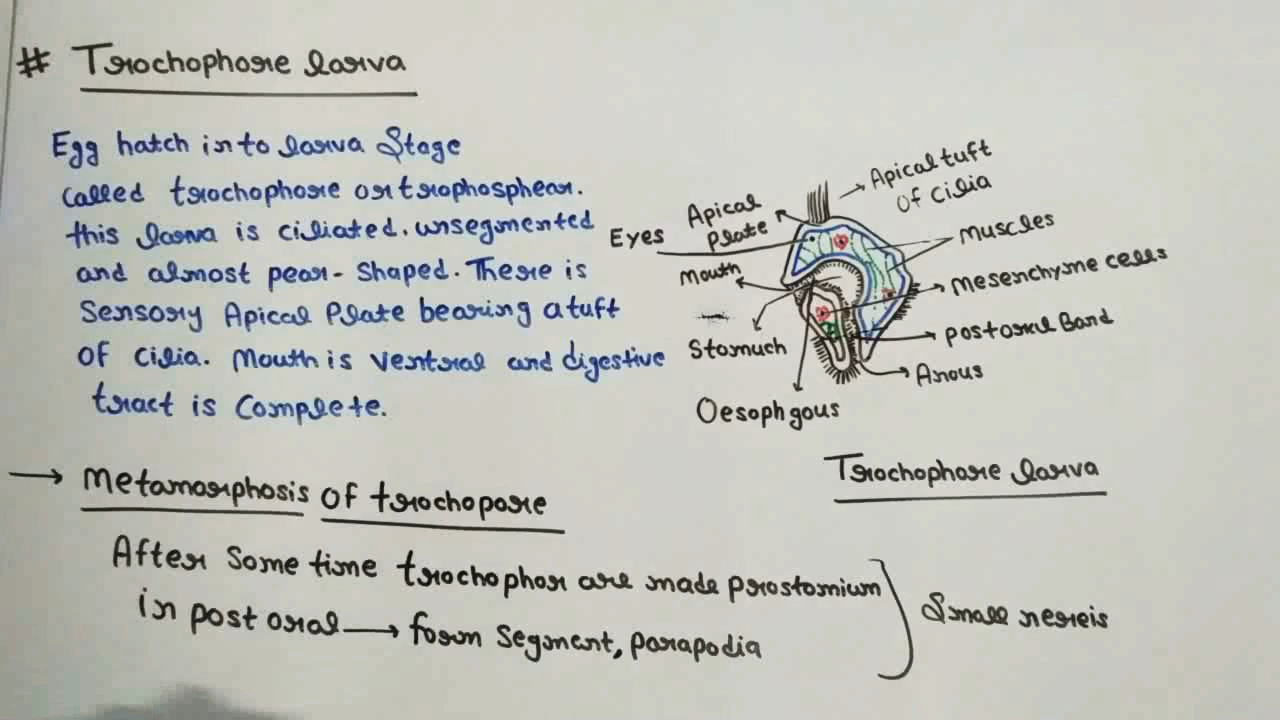 # Trochophore larva
Egg hatch into larva Stage
called trochophore or trophosphear.
this larva is ciliated. unsegmented
and almost pear-Shaped. There is
Sensory Apical Plate bearing a tuft
of cilia. Mouth is ventral and digestive
tract is Complete.
Apical tuft
of Cilia
Apical
Plate
Eyes
Muscles
Mouth
Mesenchyme cells
Postoral Band
Stomuch
Anous
Oesophgous
Trochophore larva
→ Metamorphosis of trochopore
After Some time trochophor are made prostomium
in post oral → form Segment, parapodia
Small nereis